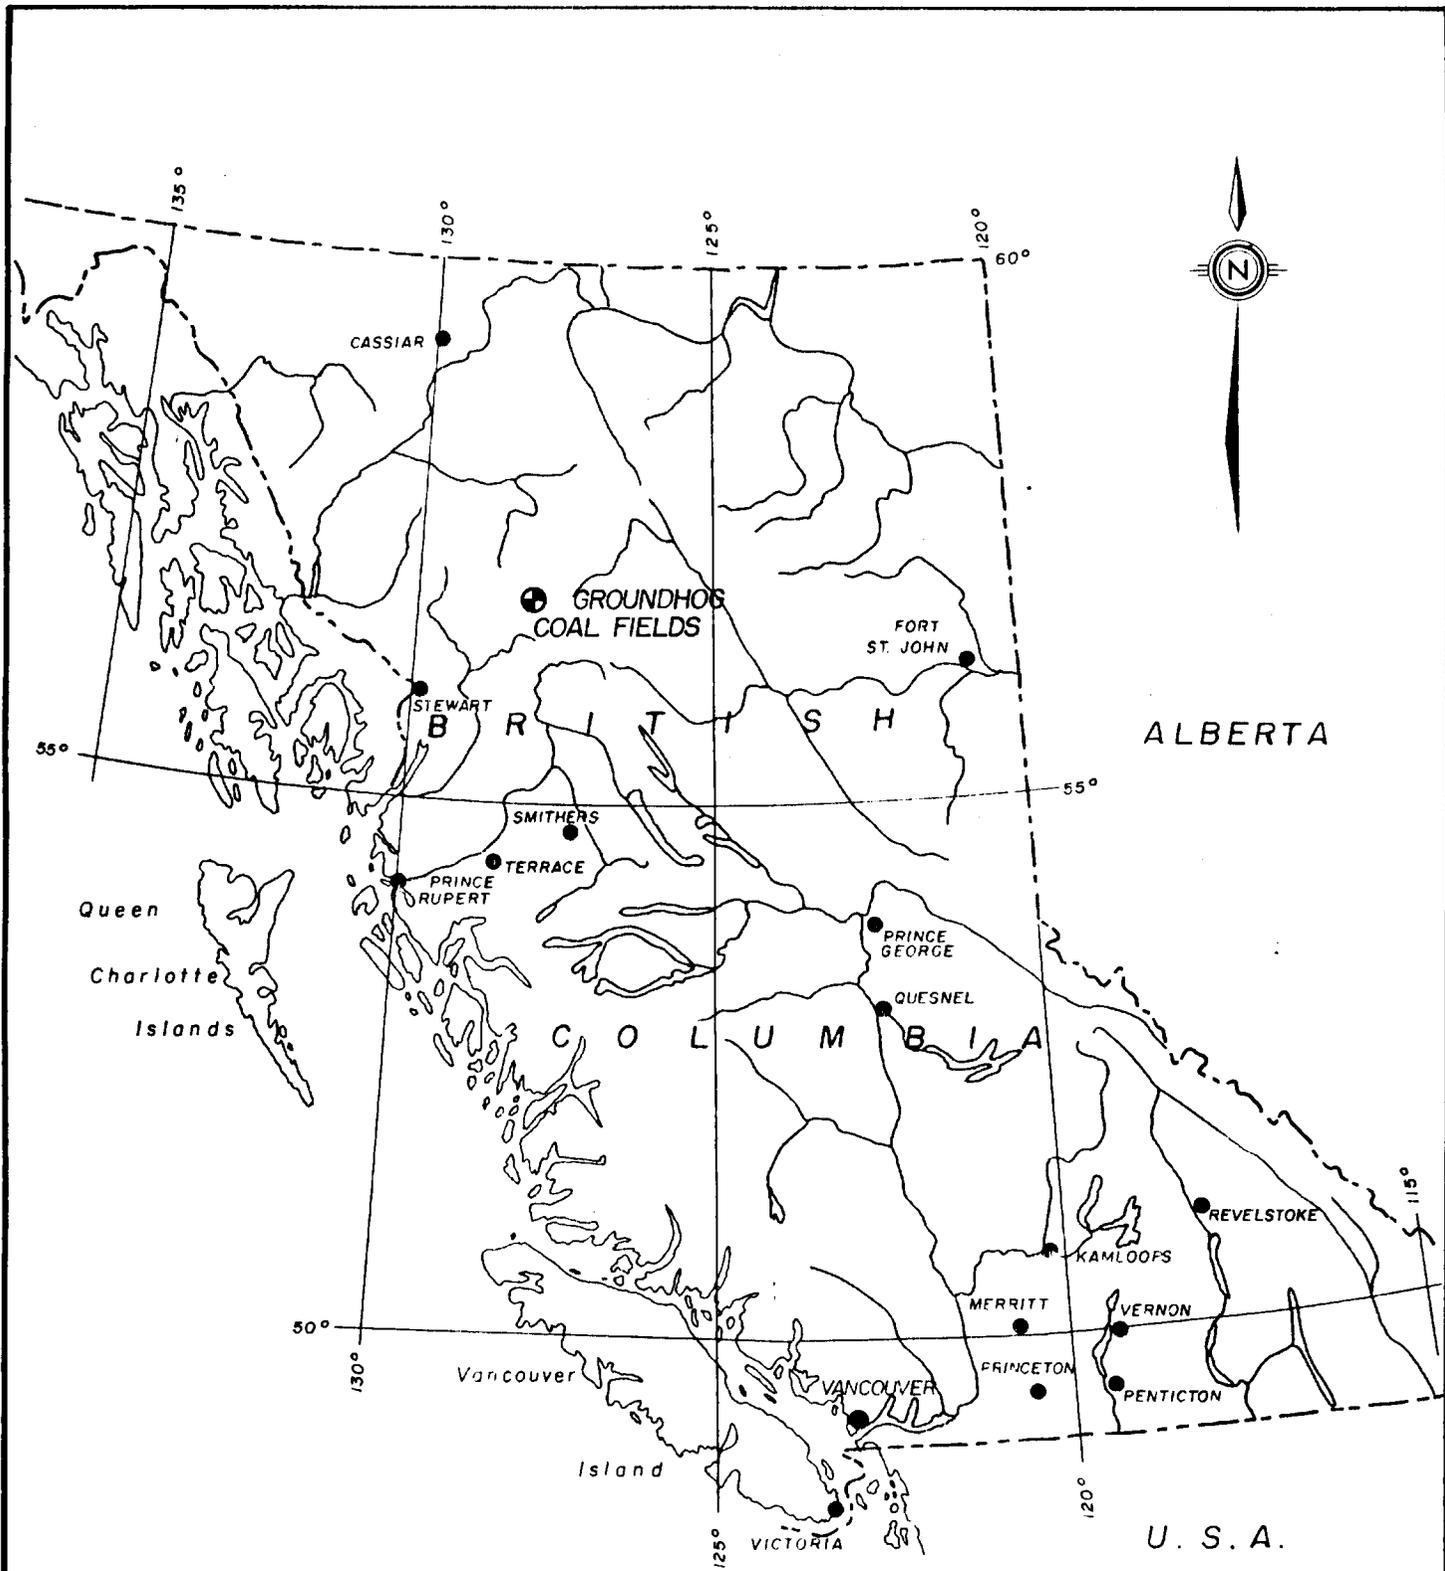 135°
130°
125°
120°
60°
N
CASSIAR
GROUNDHOG
COAL FIELDS
FORT
ST. JOHN
STEWART
BRITISH
ALBERTA
55°
55°
SMITHERS
TERRACE
PRINCE
RUPERT
Queen
Charlotte
Islands
PRINCE
GEORGE
QUESNEL
COLUMBIA
115°
REVELSTOKE
KAMLOOPS
MERRITT
VERNON
50°
130°
Vancouver
PRINCETON
VANCOUVER
PENTICTON
Island
120°
125°
VICTORIA
U.S.A.